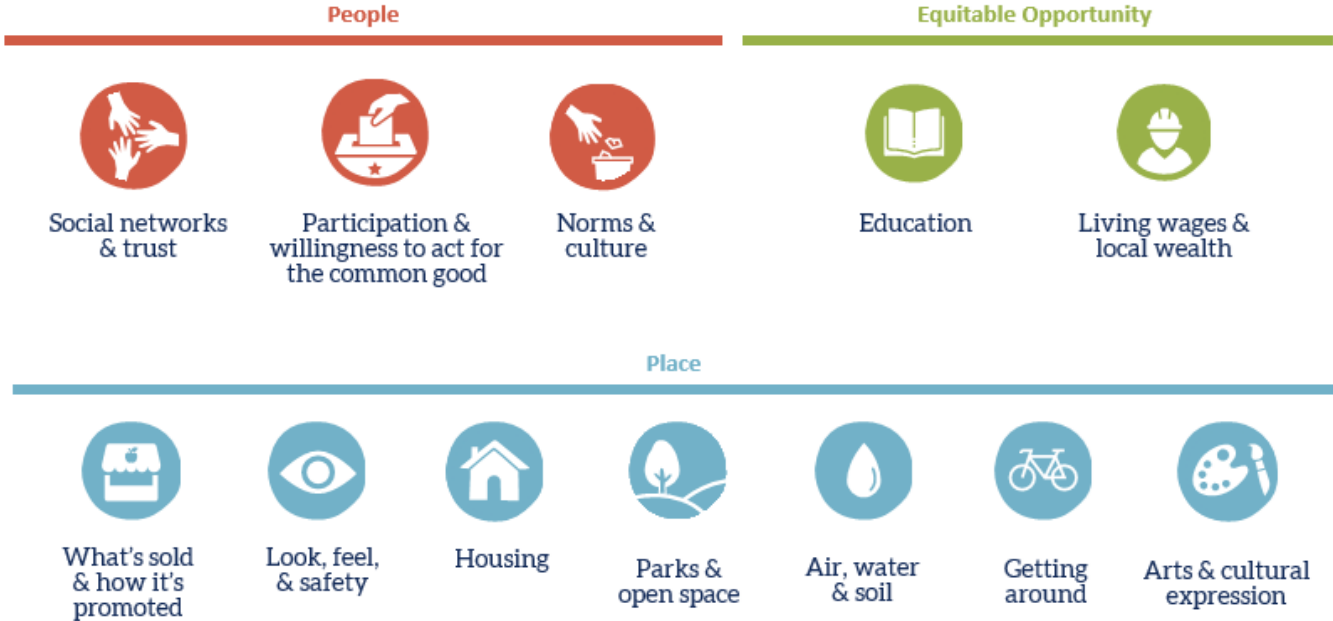 People
Equitable Opportunity
Social networks
& trust
Participation &
willingness to act for
the common good
Norms &
culture
Education
Living wages &
local wealth
Place
What's sold
& how it's
promoted
Look, feel,
& safety
Housing
Parks &
open space
Air, water
& soil
Getting
around
Arts & cultural
expression